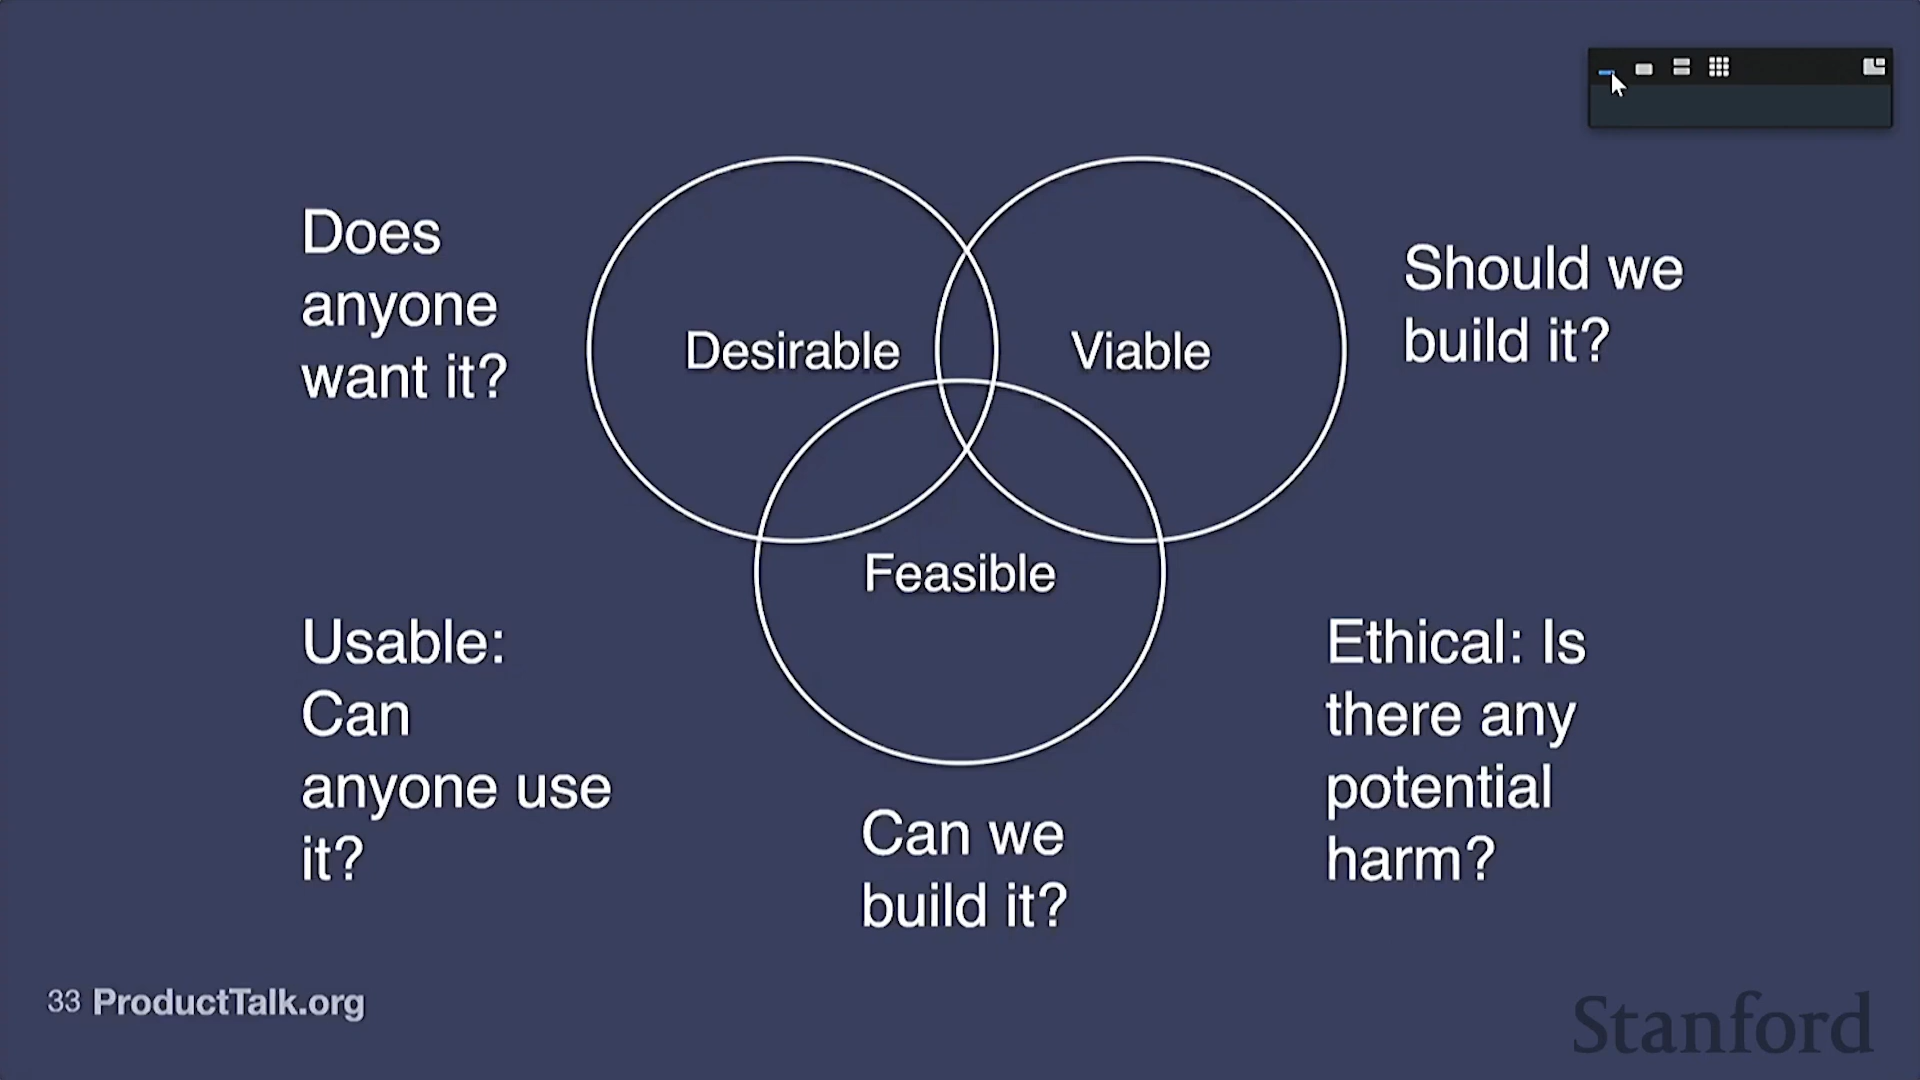 Does
anyone
want it?
Desirable
Viable
Should we
build it?
Feasible
Usable:
Can
anyone use
it?
Can we
build it?
Ethical: Is
there any
potential
harm?
33 ProductTalk.org
Stanford